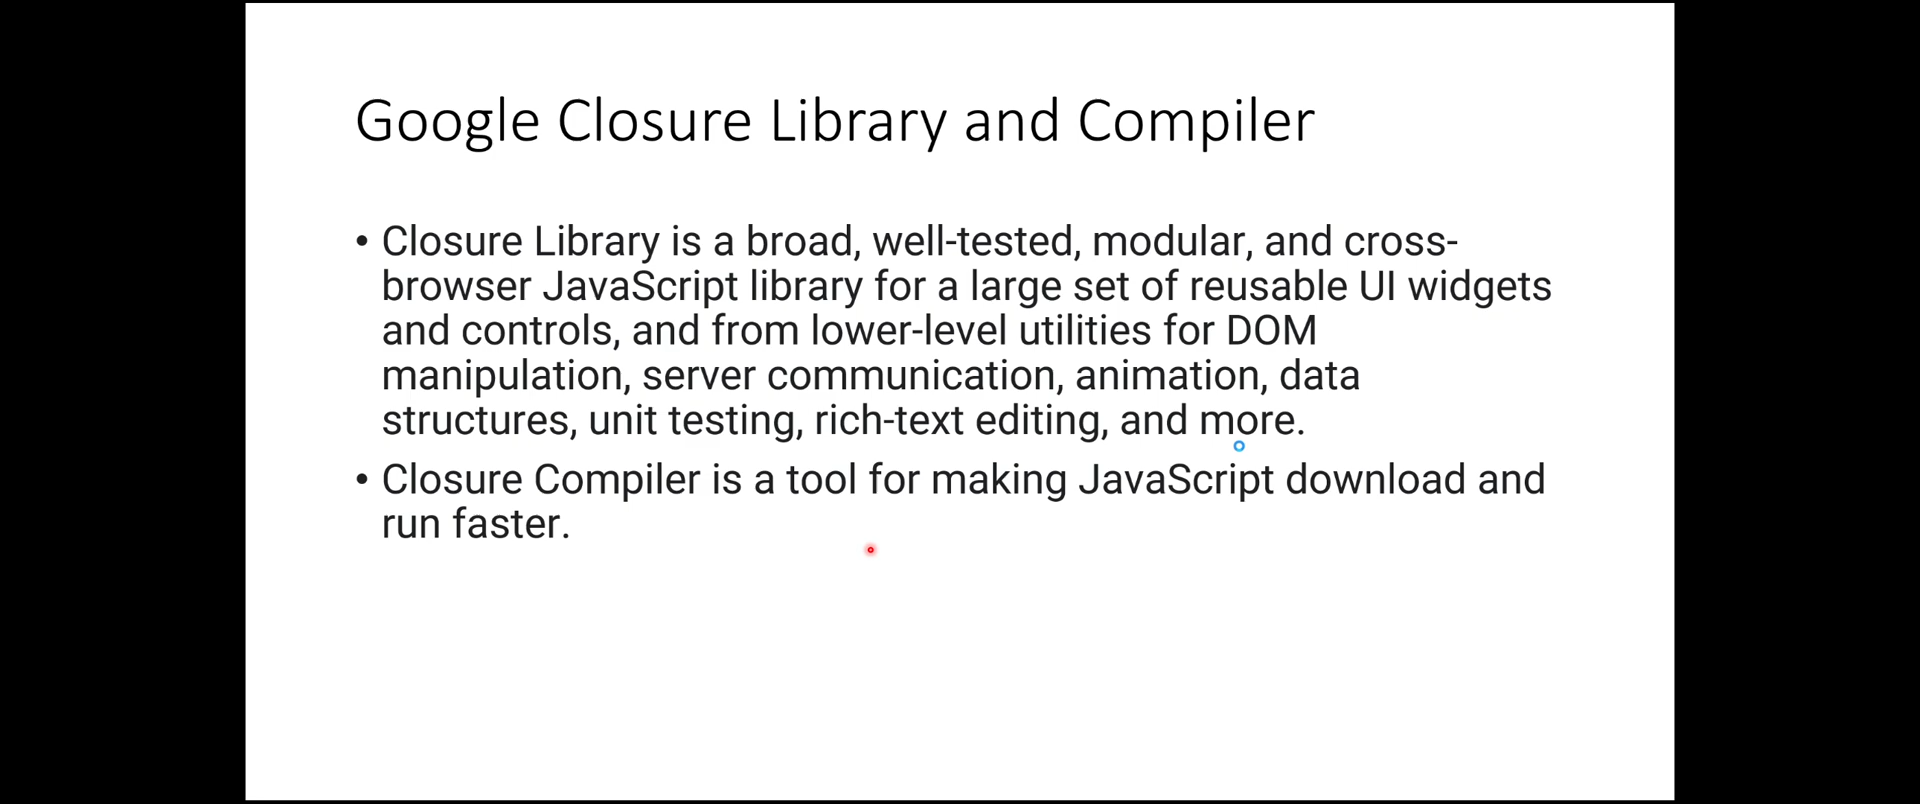 Google Closure Library and Compiler
• Closure Library is a broad, well-tested, modular, and cross-
browser JavaScript library for a large set of reusable UI widgets
and controls, and from lower-level utilities for DOM
manipulation, server communication, animation, data
structures, unit testing, rich-text editing, and more.
• Closure Compiler is a tool for making JavaScript download and
run faster.